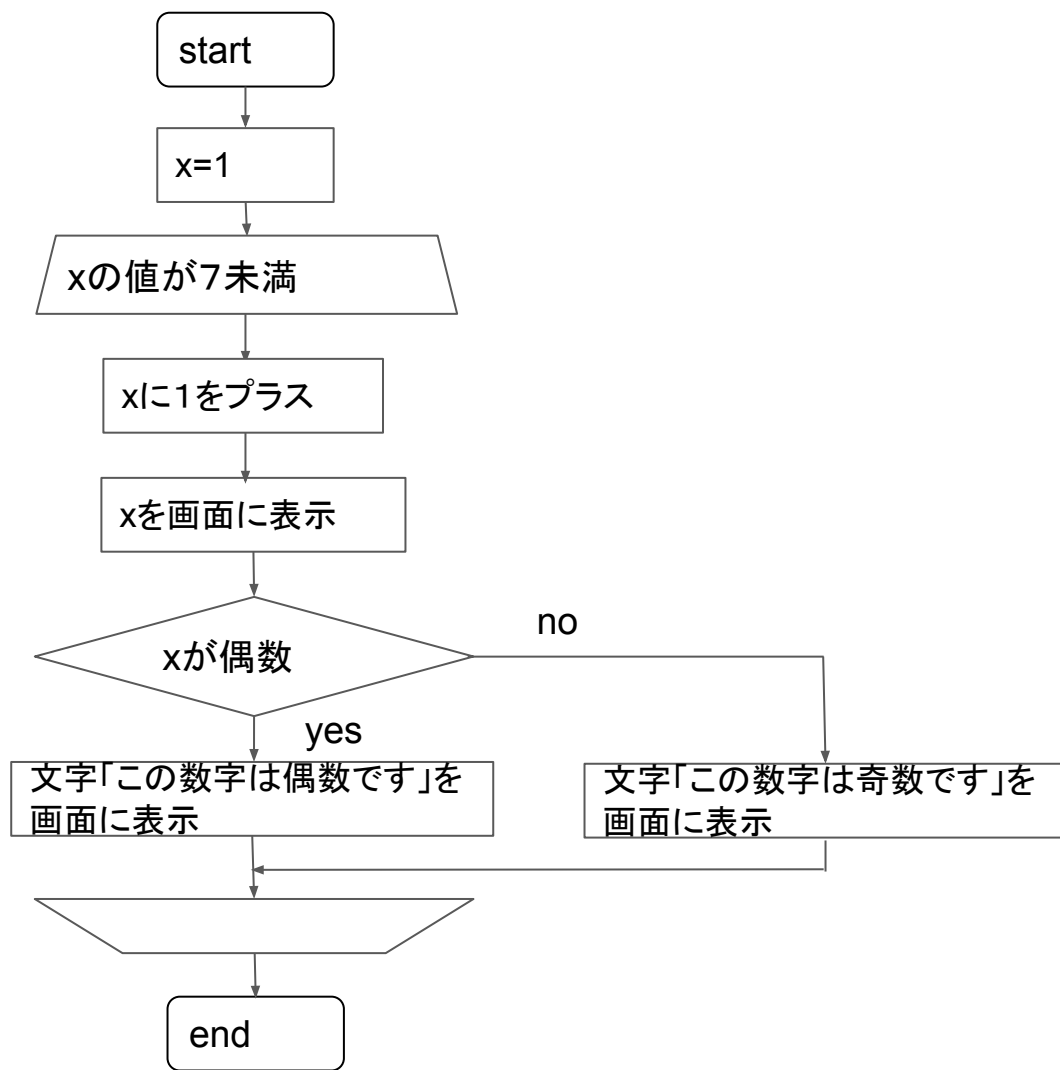 start
x=1
xの値が7未満
xに１をプラス
xを画面に表示
no
xが偶数
yes
文字「この数字は偶数です」を
画面に表示
文字「この数字は奇数です」を
画面に表示
end